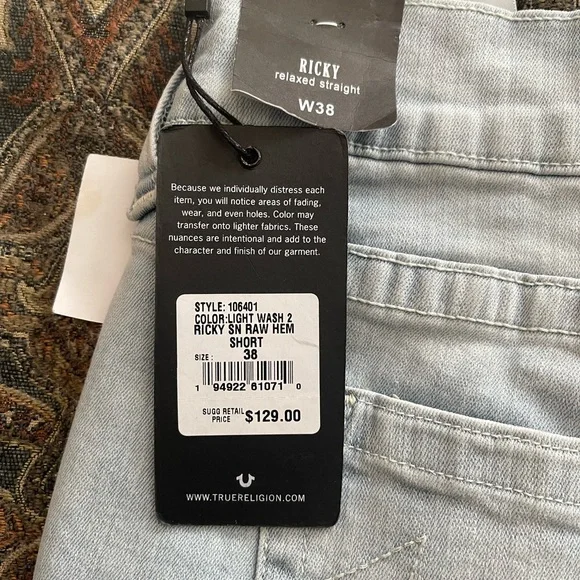 RICKY
relaxed straight
W38
Because we individually distress each
item, you will notice areas of fading,
wear, and even holes. Color may
transfer onto lighter fabrics. These
nuances are intentional and add to the
character and finish of our garment.
STYLE: 106401
COLOR:LIGHT WASH 2
RICKY SN RAW HEM
SHORT
SIZE: 38
1 94922 61071 0
SUGG RETAIL
PRICE $129.00
WWW.TRUERELIGION.COM